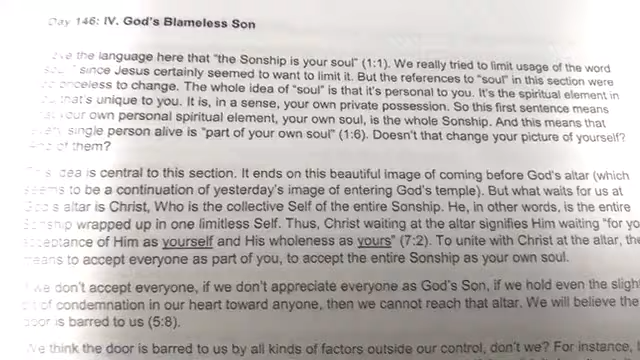 Day 146: IV. God's Blameless Son
the language here that "the Sonship is your soul" (1:1). We really tried to limit usage of the word
since Jesus certainly seemed to want to limit it. But the references to "soul" in this section were
priceless to change. The whole idea of "soul" is that it's personal to you. It's the spiritual element in
that's unique to you. It is, in a sense, your own private possession. So this first sentence means
your own personal spiritual element, your own soul, is the whole Sonship. And this means that
single person alive is "part of your own soul" (1:6). Doesn't that change your picture of yourself?
of them?
idea is central to this section. It ends on this beautiful image of coming before God's altar (which
seems to be a continuation of yesterday's image of entering God's temple). But what waits for us at
God's altar is Christ, Who is the collective Self of the entire Sonship. He, in other words, is the entire
Sonship wrapped up in one limitless Self. Thus, Christ waiting at the altar signifies Him waiting "for
acceptance of Him as yourself and His wholeness as yours" (7:2). To unite with Christ at the altar,
means to accept everyone as part of you, to accept the entire Sonship as your own soul.
we don't accept everyone, if we don't appreciate everyone as God's Son, if we hold even the
of condemnation in our heart toward anyone, then we cannot reach that altar. We will believe the
door is barred to us (5:8).
We think the door is barred to us by all kinds of factors outside our control, don't we? For instance,